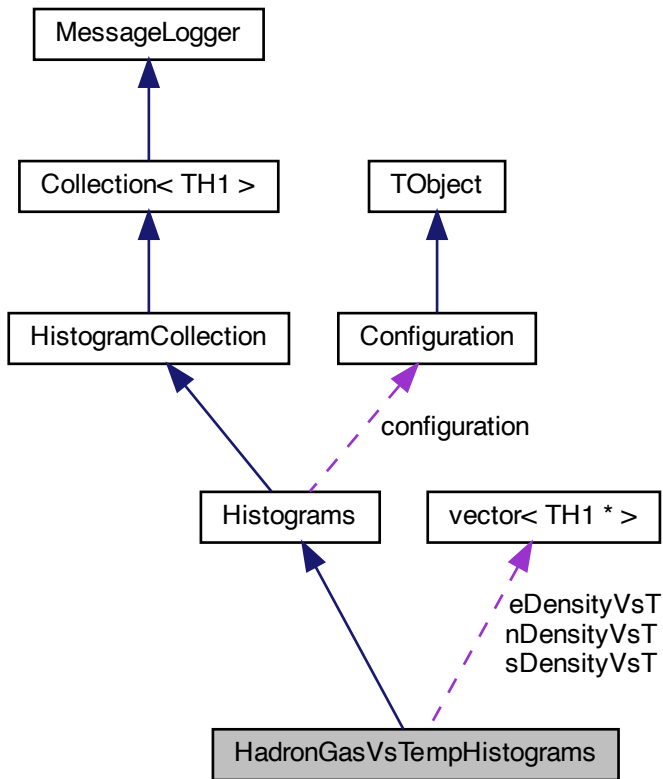 MessageLogger
Collection< TH1 >
TObject
HistogramCollection
Configuration
configuration
Histograms
vector< TH1 * >
eDensityVsT
nDensityVsT
sDensityVsT
HadronGasVsTempHistograms